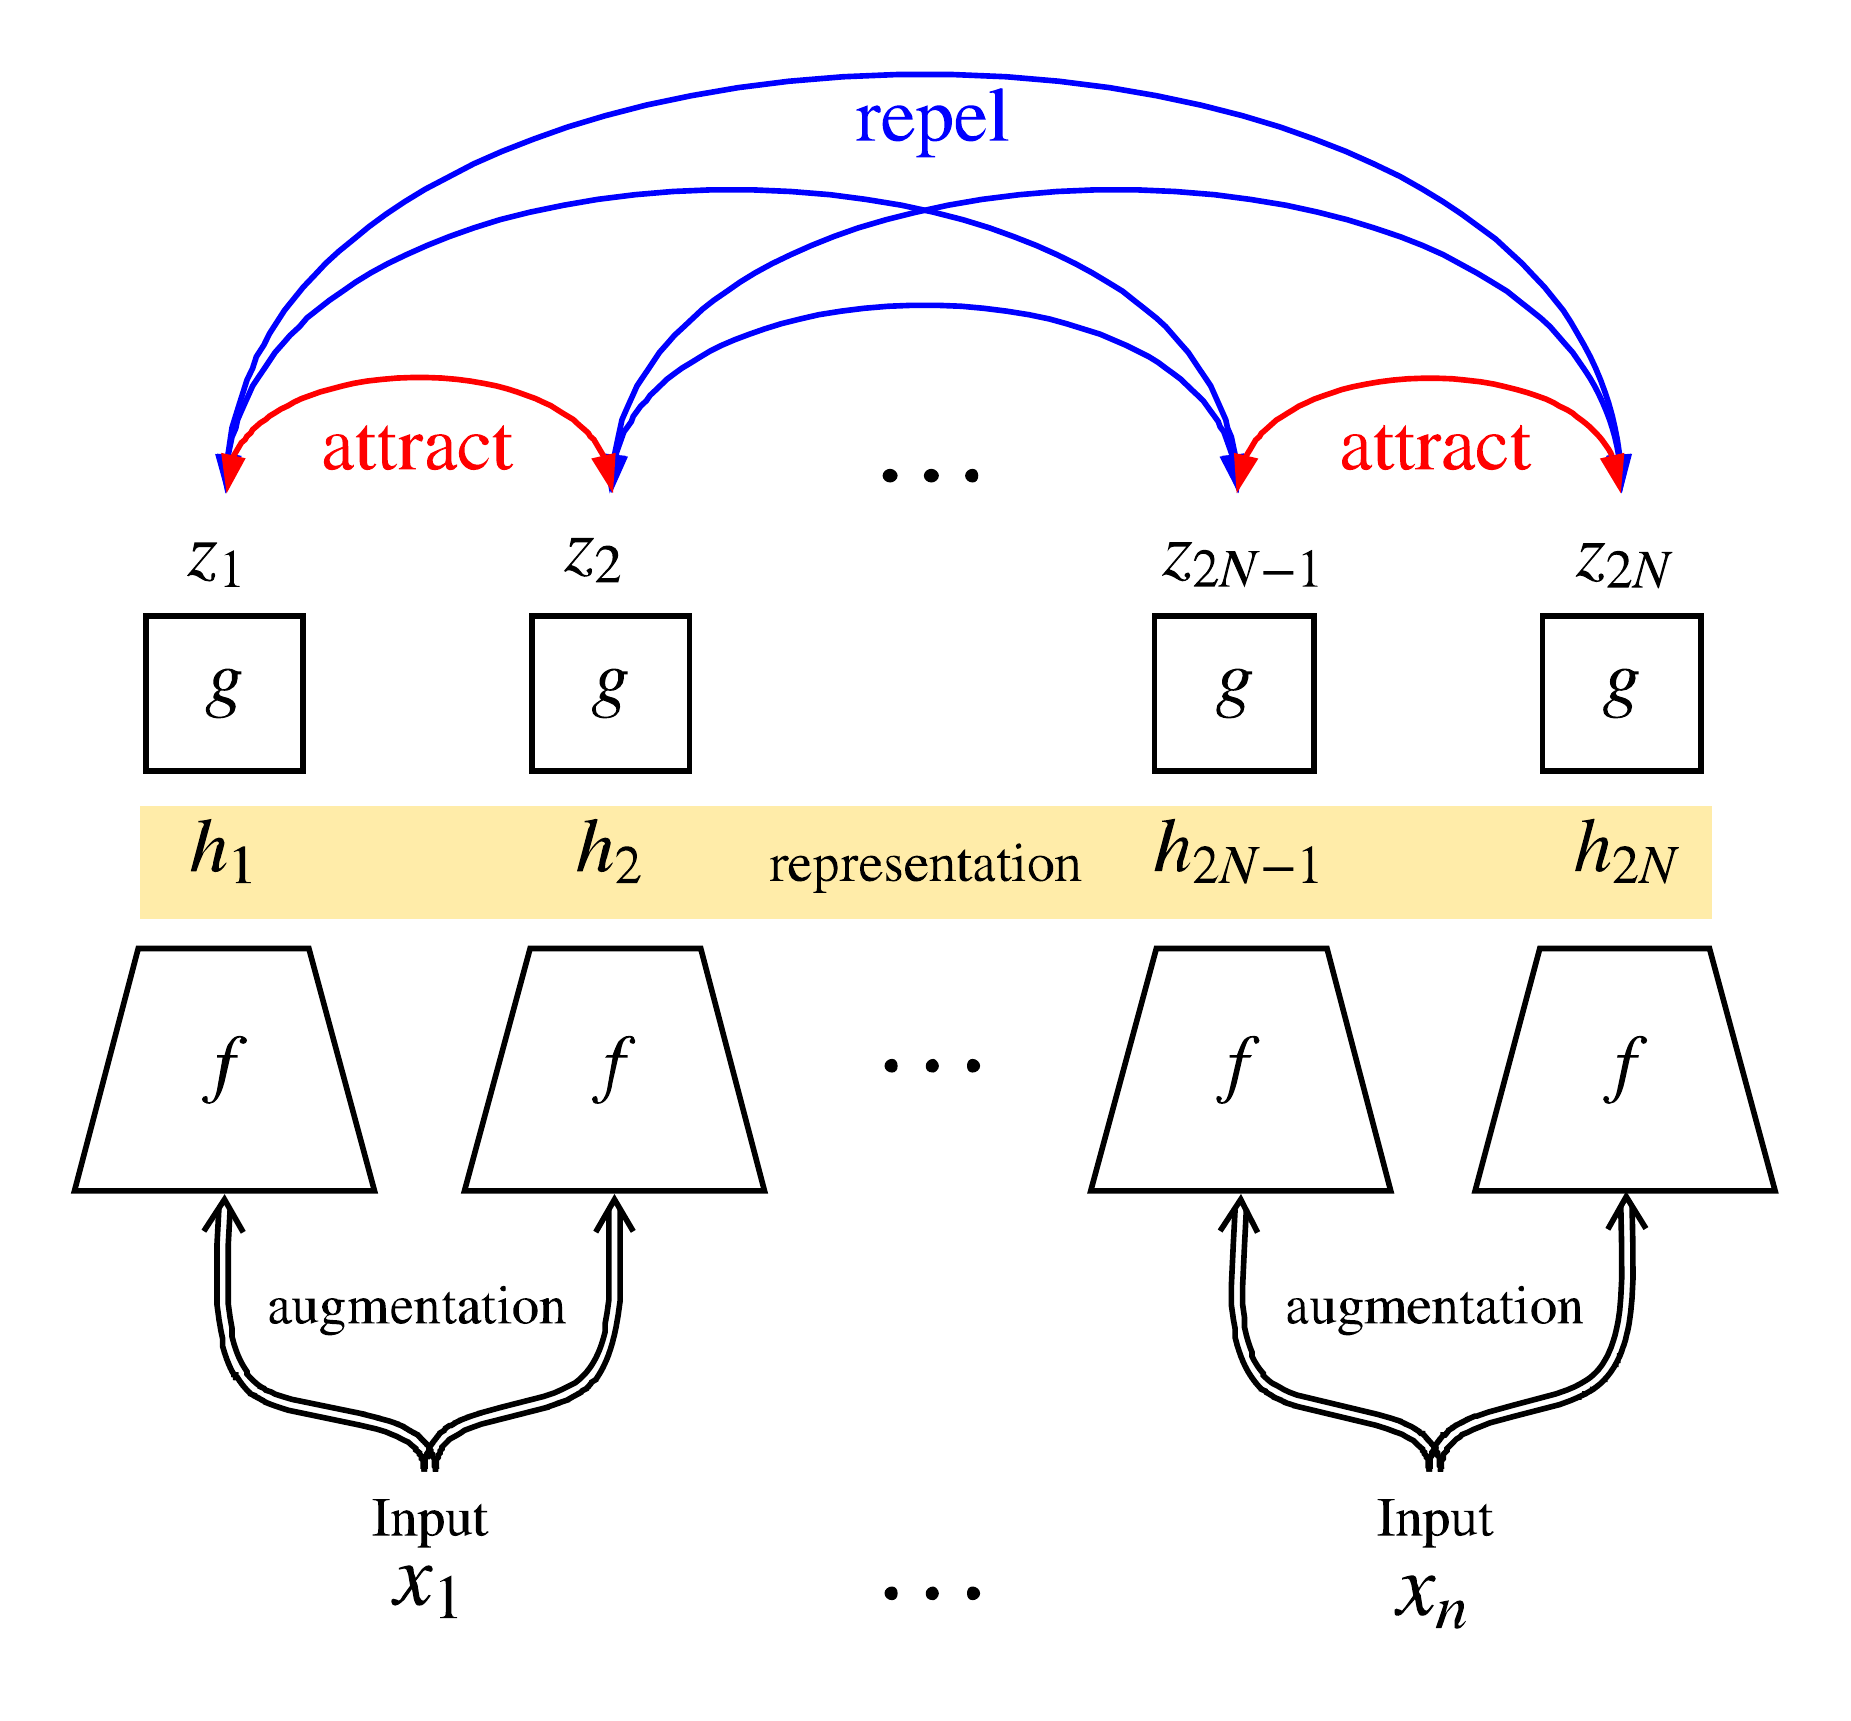 repel
attract attract
...
z₁ z₂ z₂N₋₁ z₂N
g g g g
h₁ h₂ representation h₂N₋₁ h₂N
f f ... f f
augmentation augmentation
Input Input
x₁ ... xₙ